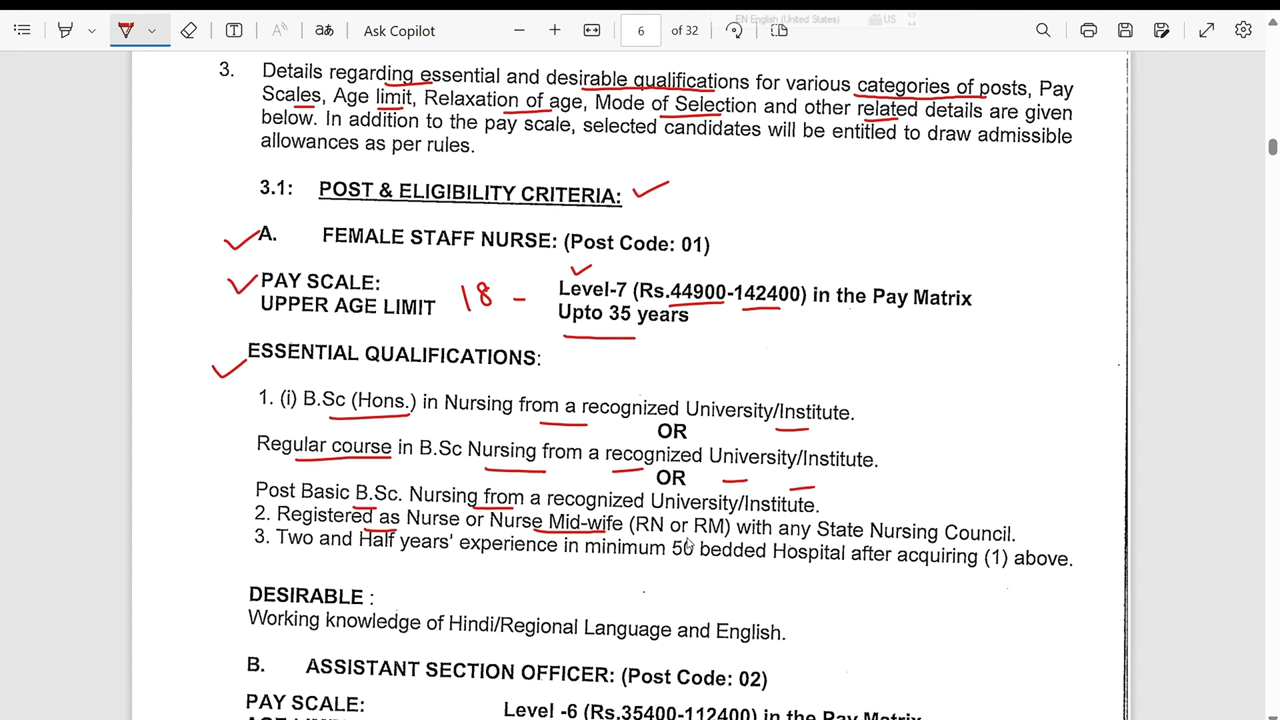 EN English (United States) US
Ask Copilot 6 of 32
3. Details regarding essential and desirable qualifications for various categories of posts, Pay
Scales, Age limit, Relaxation of age, Mode of Selection and other related details are given
below. In addition to the pay scale, selected candidates will be entitled to draw admissible
allowances as per rules.
3.1: POST & ELIGIBILITY CRITERIA:
A. FEMALE STAFF NURSE: (Post Code: 01)
PAY SCALE: Level-7 (Rs.44900-142400) in the Pay Matrix
UPPER AGE LIMIT 18 - Upto 35 years
ESSENTIAL QUALIFICATIONS:
1. (i) B.Sc (Hons.) in Nursing from a recognized University/Institute.
OR
Regular course in B.Sc Nursing from a recognized University/Institute.
OR
Post Basic B.Sc. Nursing from a recognized University/Institute.
2. Registered as Nurse or Nurse Mid-wife (RN or RM) with any State Nursing Council.
3. Two and Half years' experience in minimum 50 bedded Hospital after acquiring (1) above.
DESIRABLE :
Working knowledge of Hindi/Regional Language and English.
B. ASSISTANT SECTION OFFICER: (Post Code: 02)
PAY SCALE: Level -6 (Rs.35400-112400) in the Pay Matrix